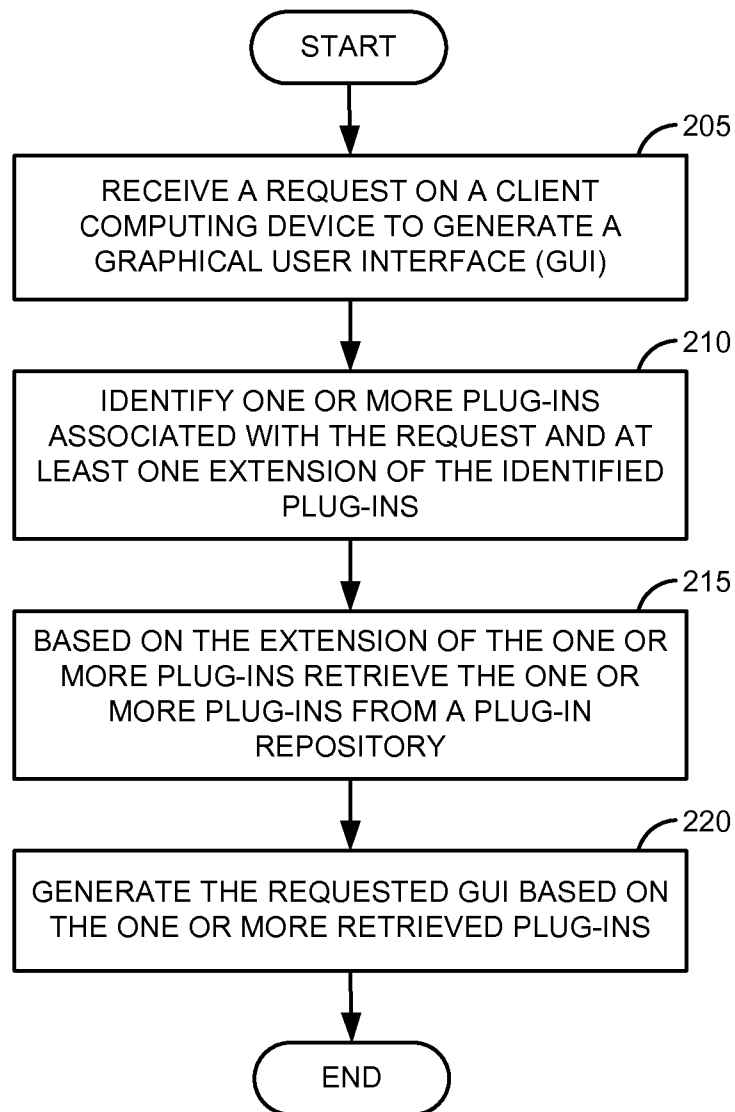 START
205
RECEIVE A REQUEST ON A CLIENT
COMPUTING DEVICE TO GENERATE A
GRAPHICAL USER INTERFACE (GUI)
210
IDENTIFY ONE OR MORE PLUG-INS
ASSOCIATED WITH THE REQUEST AND AT
LEAST ONE EXTENSION OF THE IDENTIFIED
PLUG-INS
215
BASED ON THE EXTENSION OF THE ONE OR
MORE PLUG-INS RETRIEVE THE ONE OR
MORE PLUG-INS FROM A PLUG-IN
REPOSITORY
220
GENERATE THE REQUESTED GUI BASED ON
THE ONE OR MORE RETRIEVED PLUG-INS
END